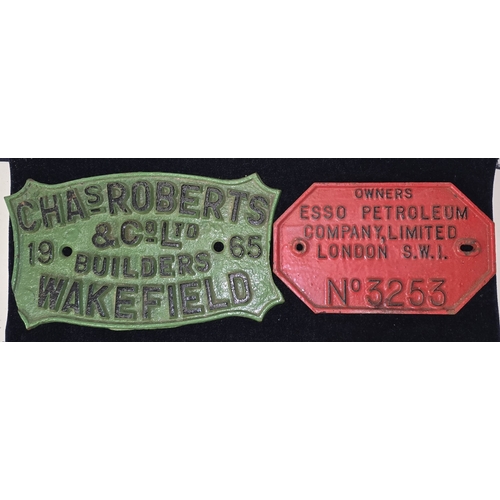 CHAS ROBERTS
& CO. LTD
19 65
BUILDERS
WAKEFIELD
OWNERS
ESSO PETROLEUM
COMPANY, LIMITED
LONDON S.W.1.
NO 3253